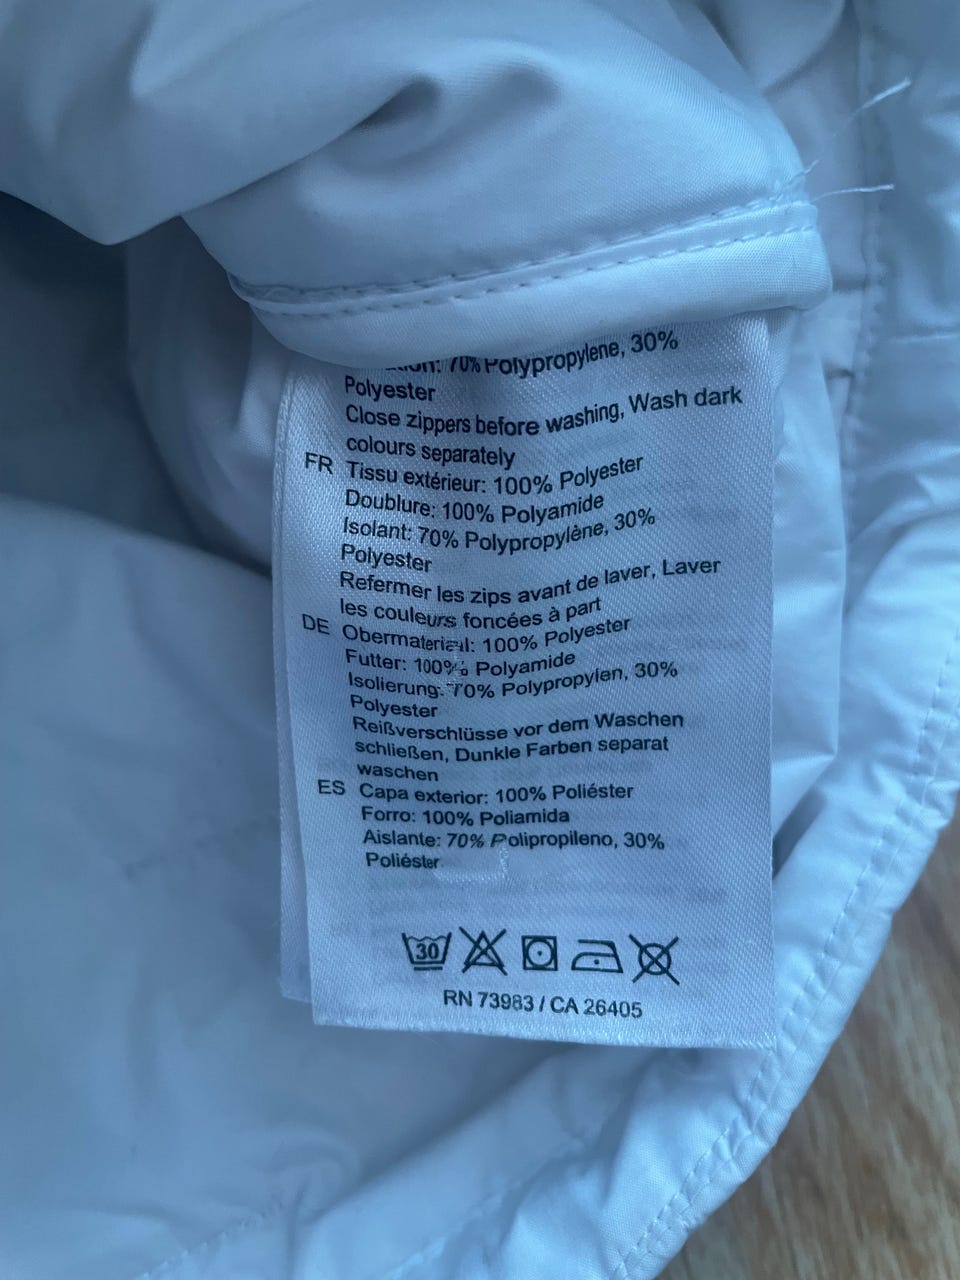 70% Polypropylene, 30%
Polyester
Close zippers before washing, Wash dark
colours separately
FR Tissu extérieur: 100% Polyester
Doublure: 100% Polyamide
Isolant: 70% Polypropylène, 30%
Polyester
Refermer les zips avant de laver, Laver
les couleurs foncées à part
DE Obermaterial: 100% Polyester
Futter: 100% Polyamide
Isolierung: 70% Polypropylen, 30%
Polyester
Reißverschlüsse vor dem Waschen
schließen, Dunkle Farben separat
waschen
ES Capa exterior: 100% Poliéster
Forro: 100% Poliamida
Aislante: 70% Polipropileno, 30%
Poliéster
30
RN 73983 / CA 26405